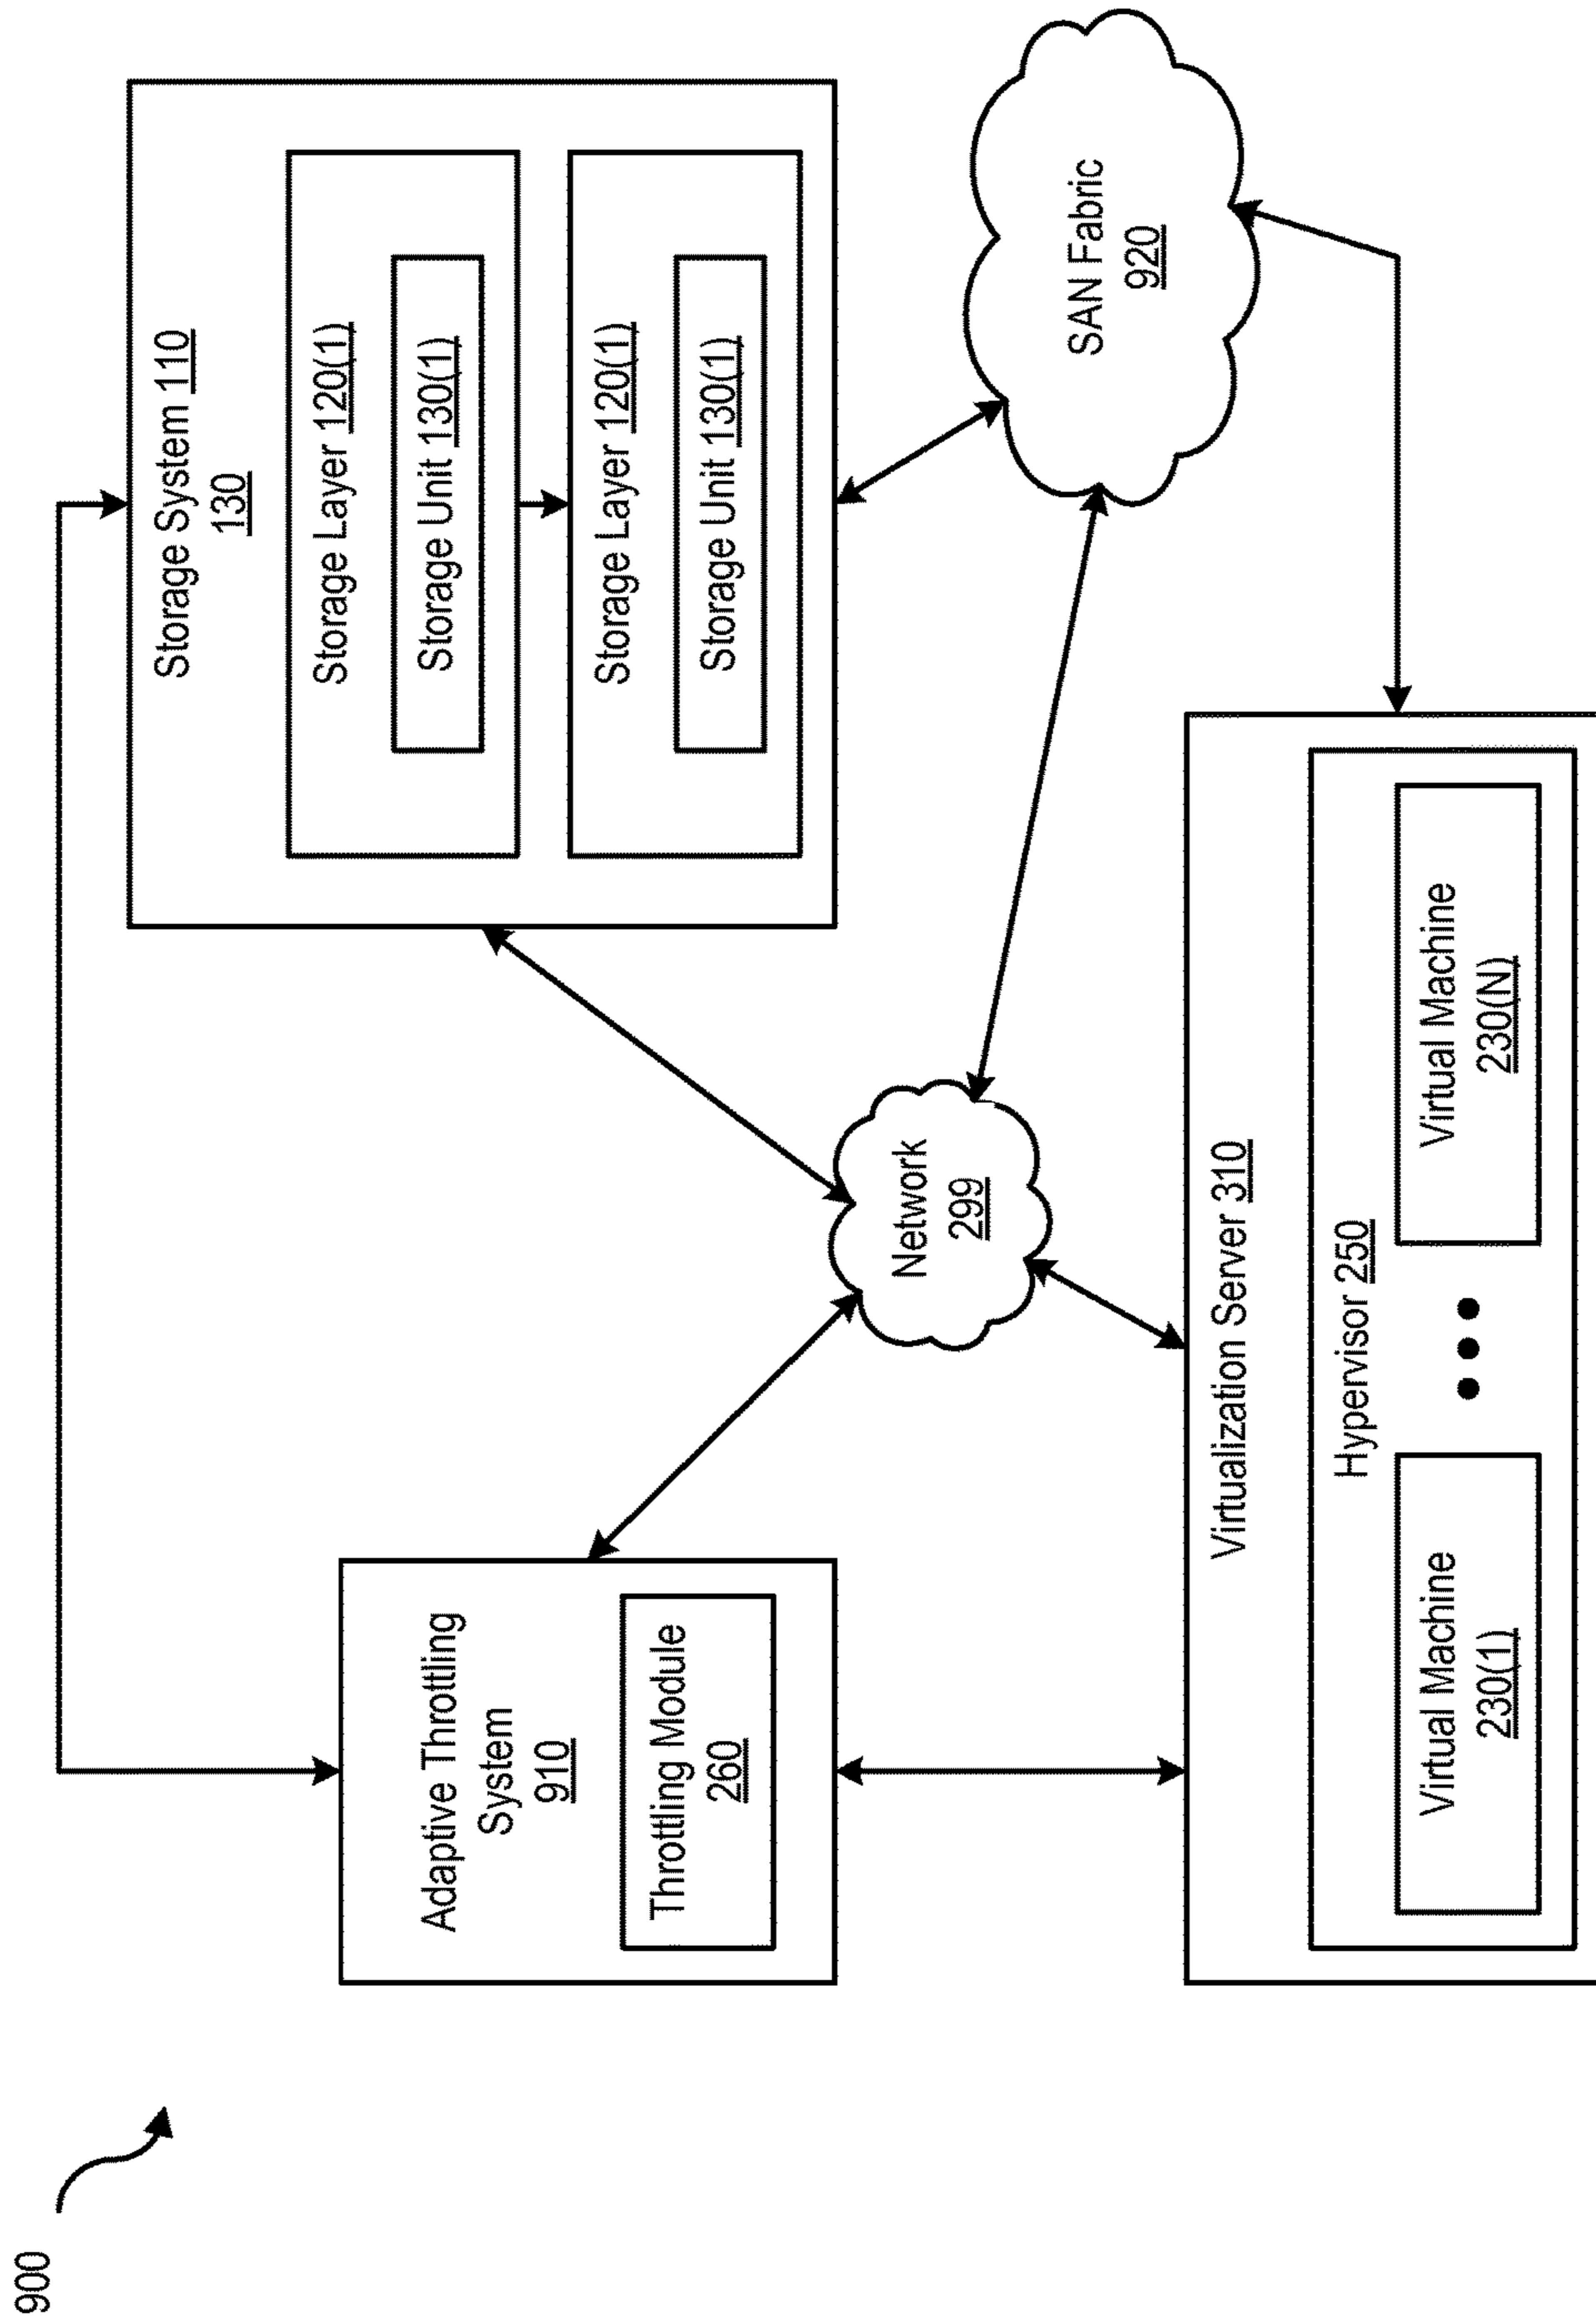 900
Adaptive Throttling
System
910
Throttling Module
260
Storage System 110
130
Storage Layer 120(1)
Storage Unit 130(1)
Storage Layer 120(1)
Storage Unit 130(1)
Network
299
SAN Fabric
920
Virtualization Server 310
Hypervisor 250
Virtual Machine
230(1)
Virtual Machine
230(N)